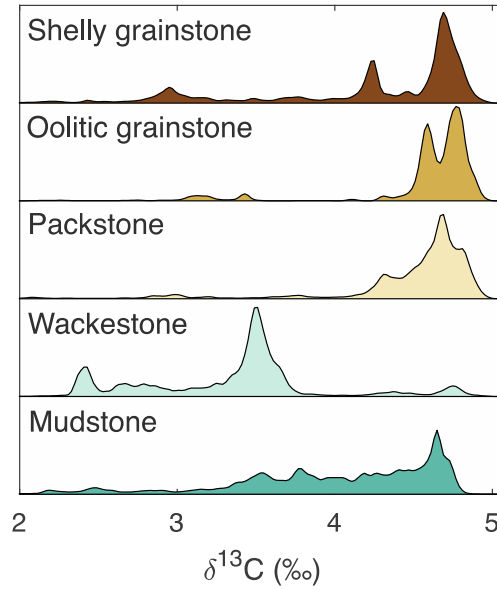 Shelly grainstone
Oolitic grainstone
Packstone
Wackestone
Mudstone
2 3 4 5
δ¹³C (‰)